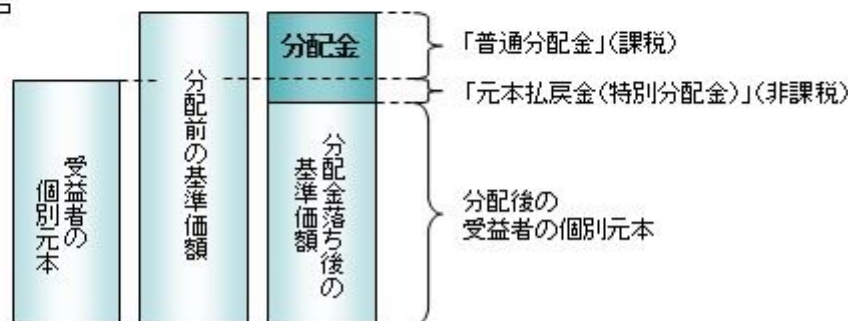 受益者の
個別元本
分配前の基準価額
分配金
分配金落ち後の
基準価額
「普通分配金」(課税)
「元本払戻金(特別分配金)」(非課税)
分配後の
受益者の個別元本